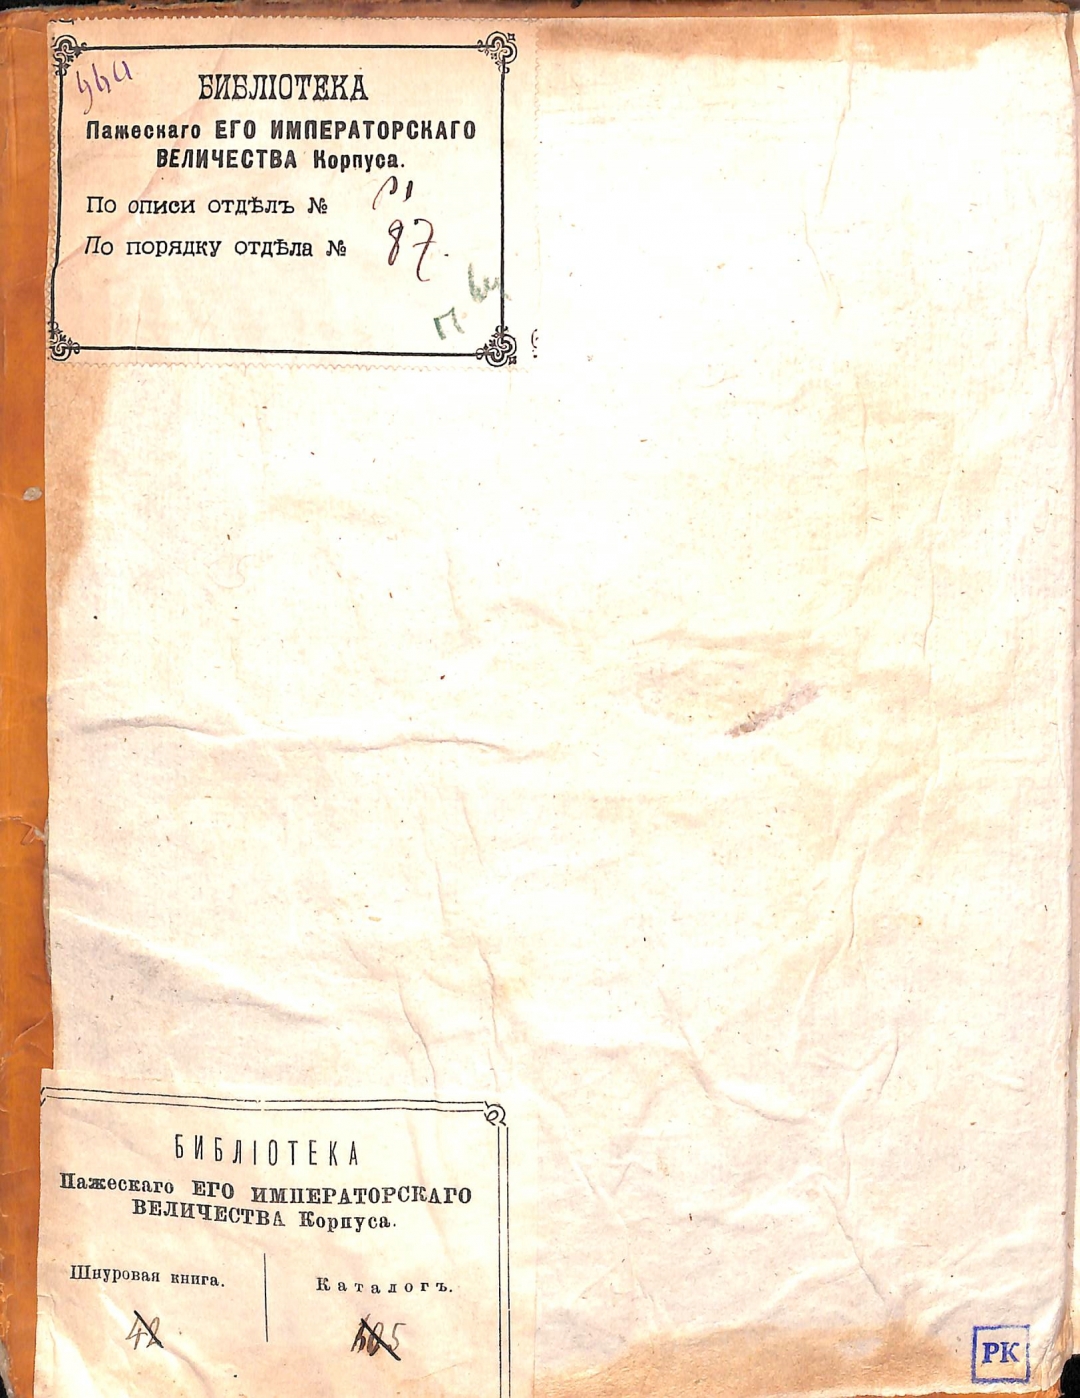 БИБЛІОТЕКА
Пажескаго ЕГО ИМПЕРАТОРСКАГО
ВЕЛИЧЕСТВА Корпуса.
По описи отдѣлъ №
По порядку отдѣла № 87.
БИБЛІОТЕКА
Пажескаго ЕГО ИМПЕРАТОРСКАГО
ВЕЛИЧЕСТВА Корпуса.
Шнуровая книга. Каталогъ.
42
РК